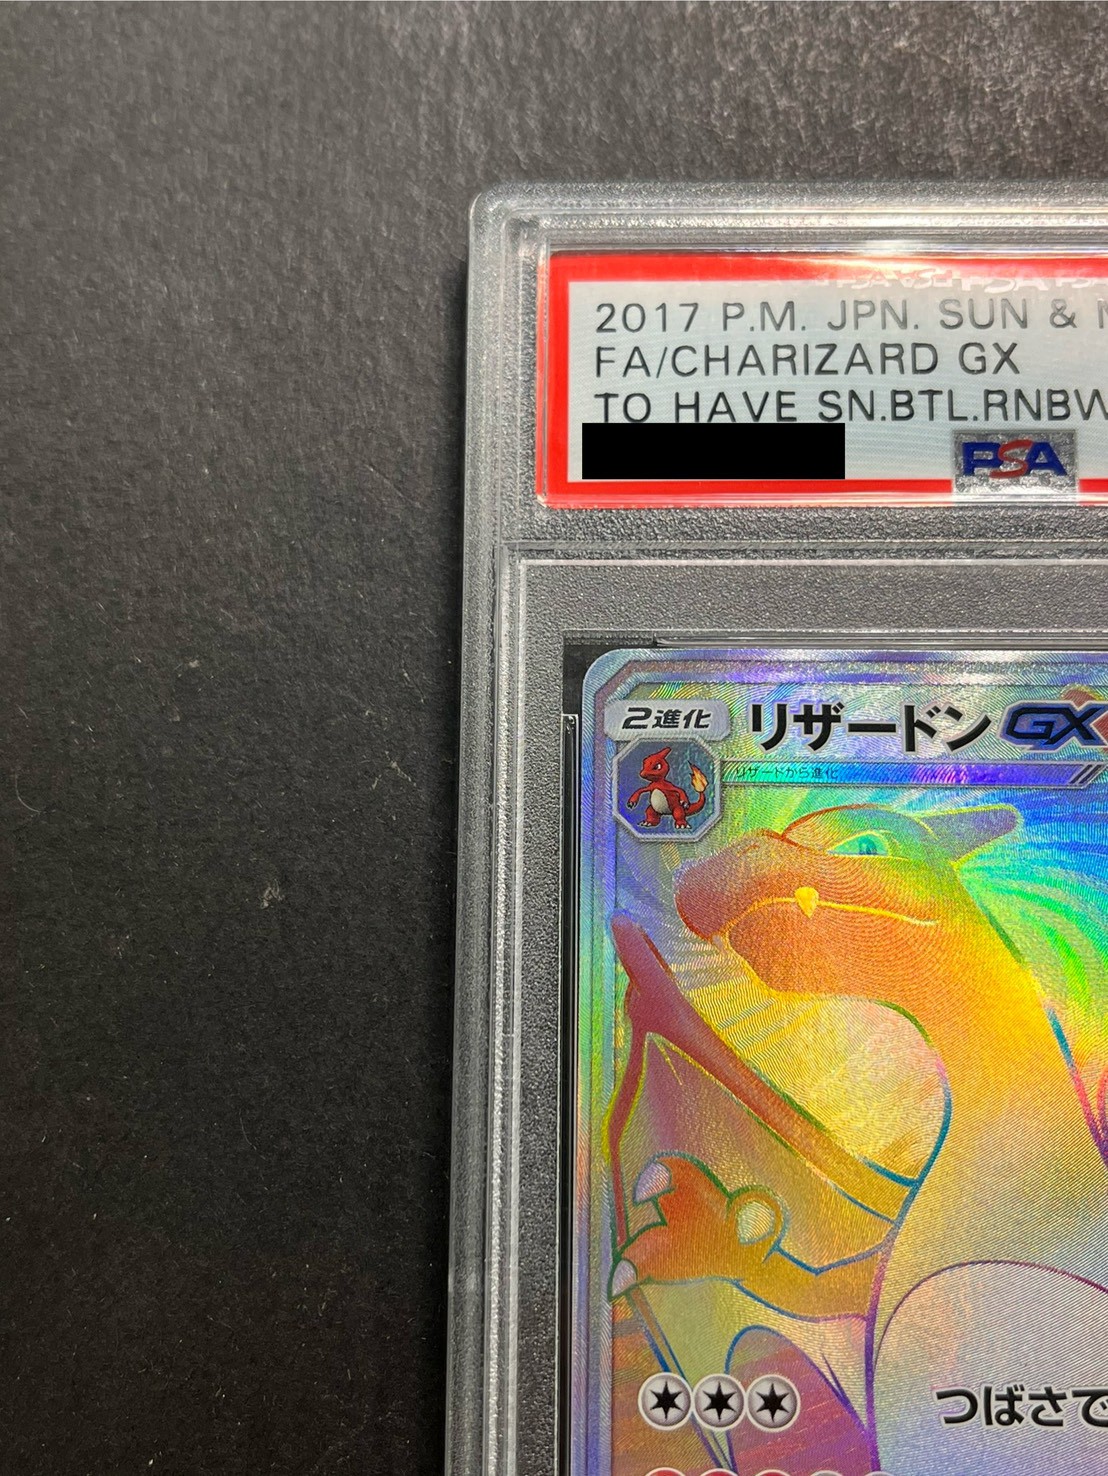 2017 P.M. JPN. SUN &
FA/CHARIZARD GX
TO HAVE SN.BTL.RNBW
PSA
2進化 リザードン GX
リザードから進化
つばさで